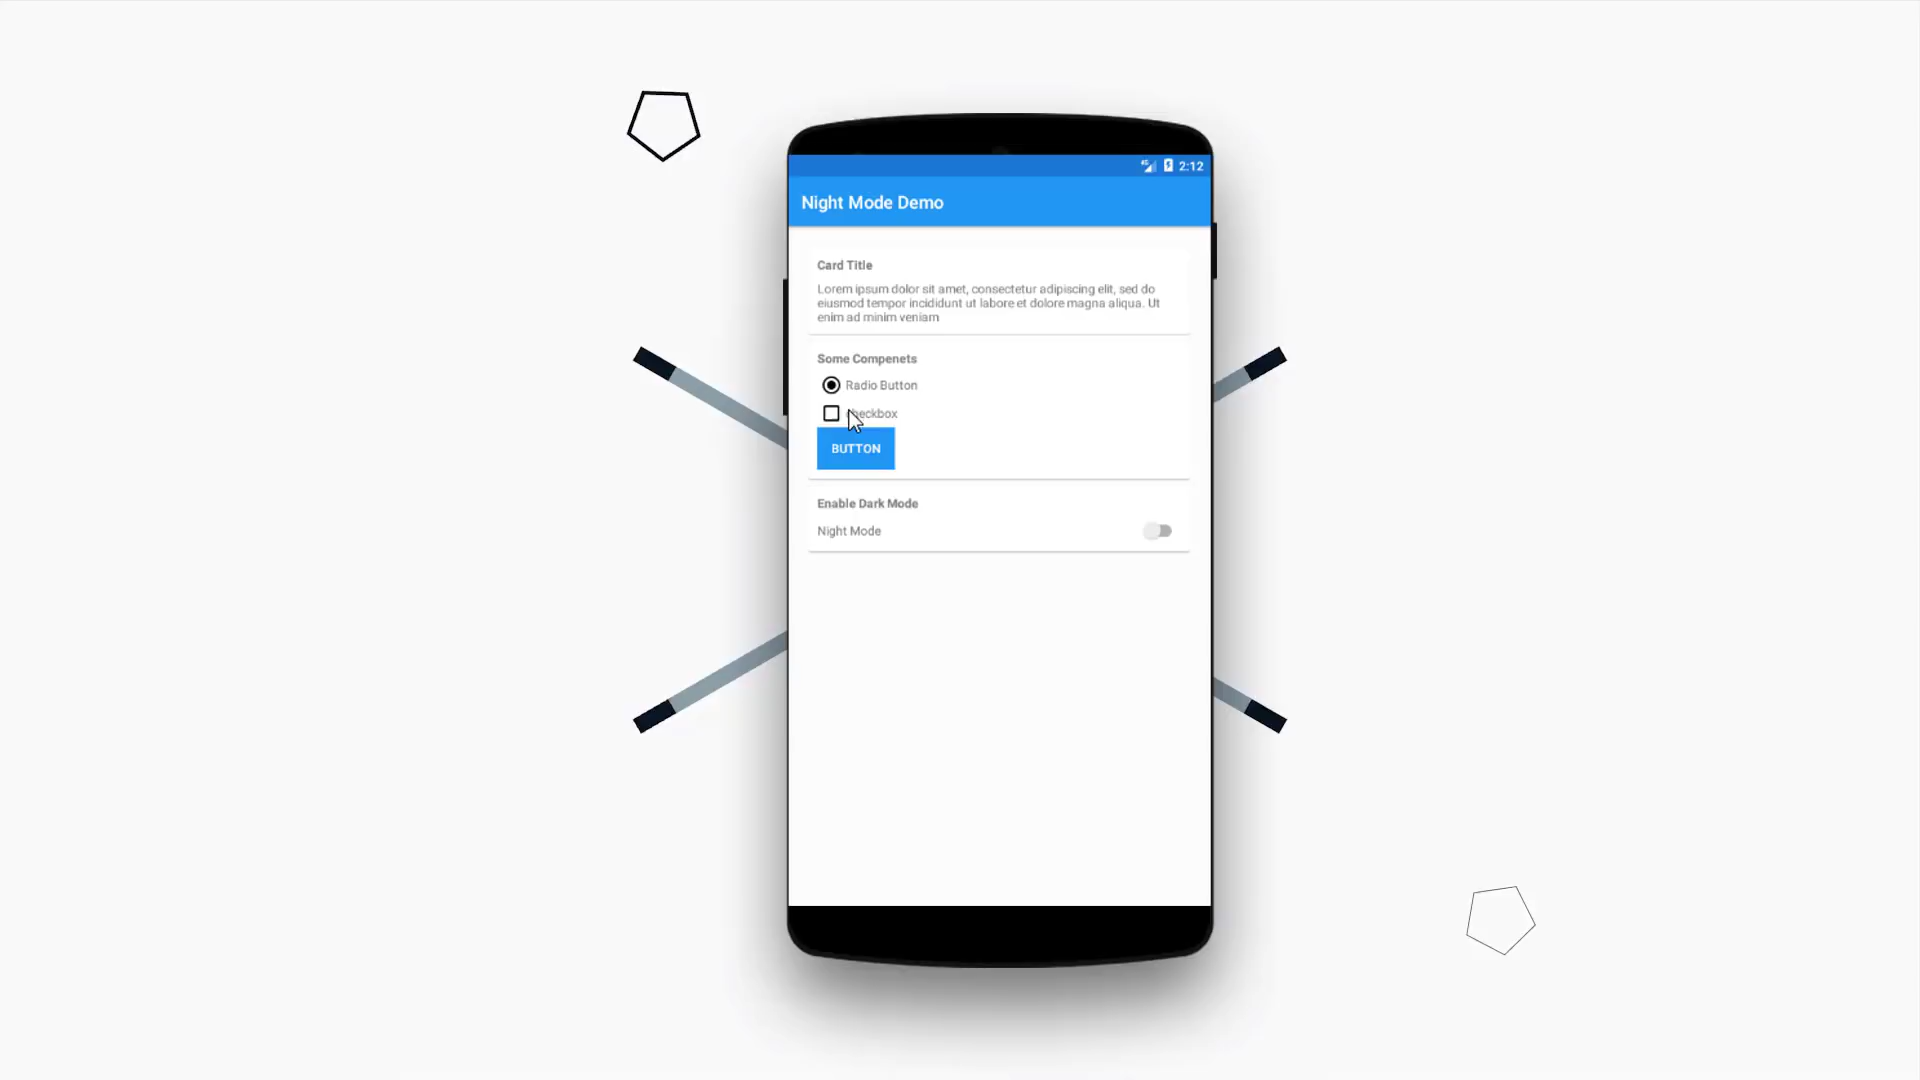 2:12
Night Mode Demo
Card Title
Lorem ipsum dolor sit amet, consectetur adipiscing elit, sed do
eiusmod tempor incididunt ut labore et dolore magna aliqua. Ut
enim ad minim veniam
Some Compenets
Radio Button
checkbox
BUTTON
Enable Dark Mode
Night Mode